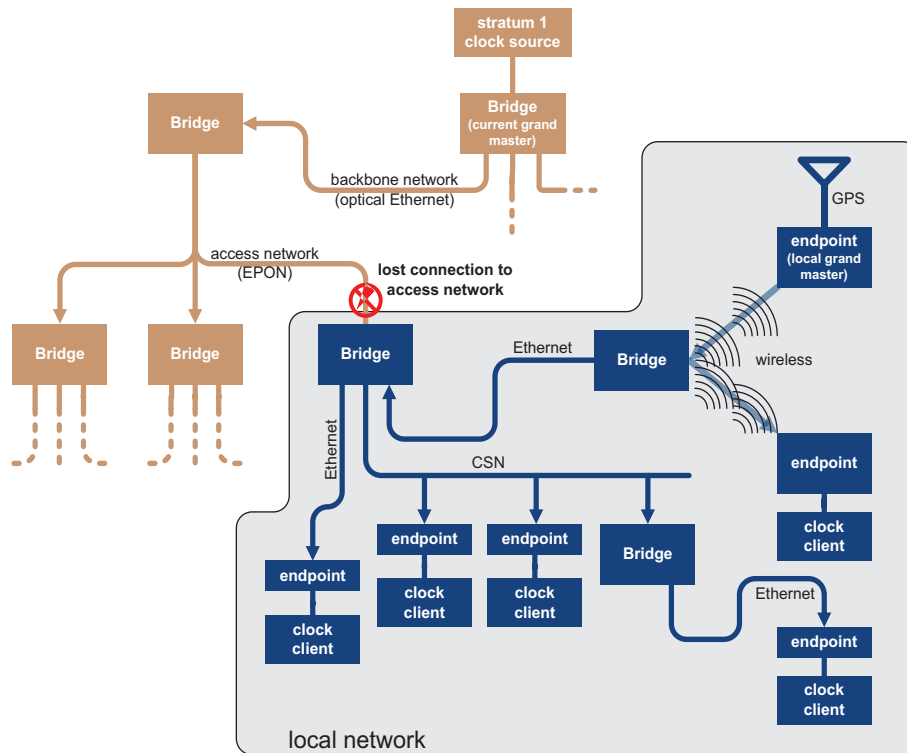 stratum 1
clock source
Bridge
(current grand
master)
Bridge
backbone network
(optical Ethernet)
GPS
endpoint
(local grand
master)
access network
(EPON)
lost connection to
access network
Bridge
Bridge
Bridge
Ethernet
Bridge
wireless
Ethernet
CSN
endpoint
clock
client
endpoint
clock
client
endpoint
clock
client
Bridge
endpoint
clock
client
Ethernet
endpoint
clock
client
local network